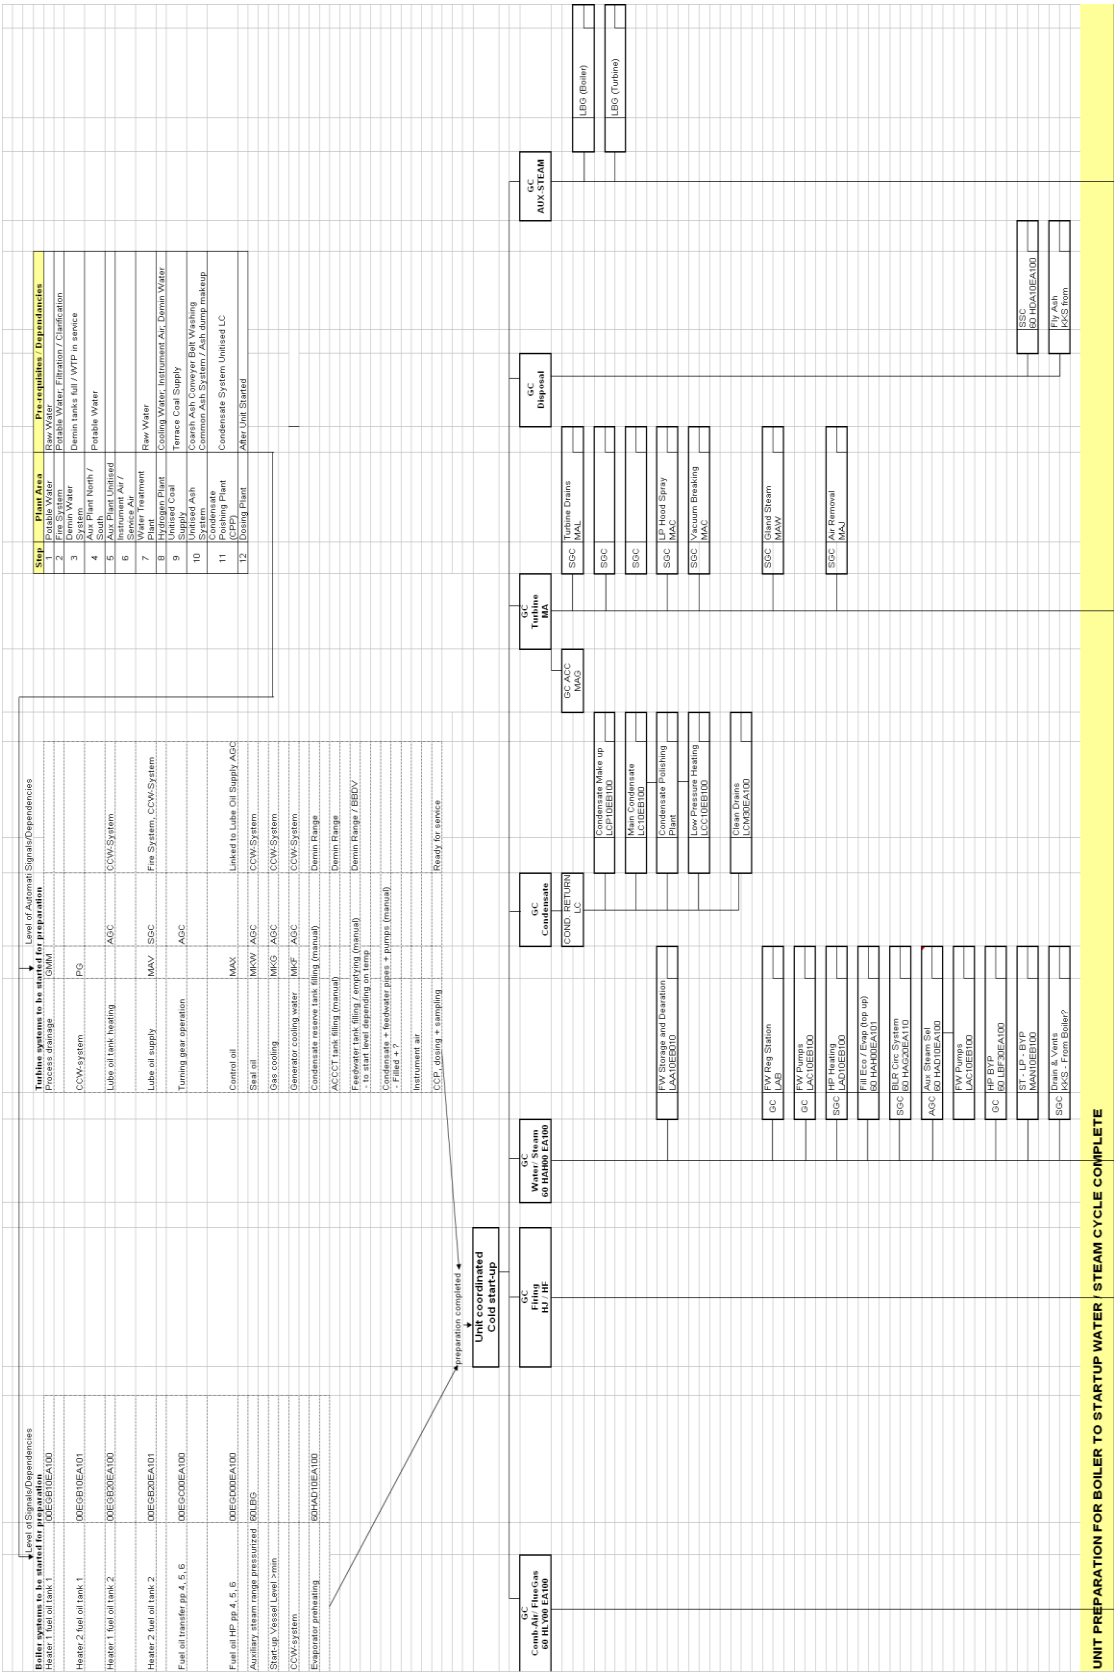 Level of Signals/Dependencies
Boiler systems to be started for preparation
Heater 1 fuel oil tank 1 00EGB10EA100
Heater 2 fuel oil tank 1 00EGB10EA101
Heater 1 fuel oil tank 2 00EGB20EA100
Heater 2 fuel oil tank 2 00EGB20EA101
Fuel oil transfer pp 4, 5, 6 00EGC00EA100
Fuel oil HP pp 4, 5, 6 00EGD00EA100
Auxiliary steam range pressurized 60LBG
Start-up Vessel Level >min
CCW-system
Evaporator preheating 60HAD10EA100
Level of Automati Signals/Dependencies
Turbine systems to be started for preparation
Process drainage GMM
CCW-system PG
Lube oil tank heating AGC CCW-System
Lube oil supply MAV SGC Fire System, CCW-System
Turning gear operation AGC
Control oil MAX Linked to Lube Oil Supply AGC
Seal oil MKW AGC CCW-System
Gas cooling MKG AGC CCW-System
Generator cooling water MKF AGC CCW-System
Condensate reserve tank filling (manual) Demin Range
ACCCT tank filling (manual) Demin Range
Feedwater tank filling / emptying (manual) Demin Range / BBDV
- to start level depending on temp
Condensate + feedwater pipes + pumps (manual)
- Filled + ?
Instrument air
CCP, dosing + sampling Ready for service
Step Plant Area Pre-requisites / Dependancies
1 Potable Water Raw Water
2 Fire System Potable Water, Filtration / Clarification
3 Demin Water
System Demin tanks full / WTP in service
4 Aux Plant North /
South Potable Water
5 Aux Plant Unitised
6 Instrument Air /
Service Air
7 Water Treatment
Plant Raw Water
8 Hydrogen Plant Cooling Water, Instrument Air, Demin Water
9 Unitised Coal
Supply Terrace Coal Supply
10 Unitised Ash
System Coarsh Ash Conveyer Belt Washing
Common Ash System / Ash dump makeup
11 Condensate
Poishing Plant
(CPP) Condensate System Unitised LC
12 Dosing Plant After Unit Started
preparation completed
Unit coordinated
Cold start-up
GC
Comb.Air/ FlueGas
60 HLY00 EA100
GC
Firing
HJ / HF
GC
Water/ Steam
60 HAH00 EA100
GC
Condensate
GC
Turbine
MA
GC
Disposal
GC
AUX-STEAM
FW Storage and Dearation
LAA10EB010
GC FW Reg Station
LAB
GC FW Pumps
LAC10EB100
SGC HP Heating
LAD10EB100
Fill Eco / Evap (top up)
60 HAH00EA101
SGC BLR Circ System
60 HAG20EA110
AGC Aux Steam Sel
60 HAD10EA100
FW Pumps
LAC10EB100
GC HP BYP
60 LBF30EA100
ST - LP - BYP
MAN10EB100
SGC Drain & Vents
KKS - From Boiler?
COND. RETURN
LC
Condensate Make up
LCP10EB100
Main Condensate
LC10EB100
Condensate Polishing
Plant
Low Pressure Heating
LCC10EB100
Clean Drains
LCM30EA100
GC ACC
MAG
SGC Turbine Drains
MAL
SGC
SGC
SGC LP Hood Spray
MAC
SGC Vacuum Breaking
MAC
SGC Gland Steam
MAW
SGC Air Removal
MAJ
SSC
60 HDA10EA100
Fly Ash
KKS from
LBG (Boiler)
LBG (Turbine)
UNIT PREPARATION FOR BOILER TO STARTUP WATER / STEAM CYCLE COMPLETE